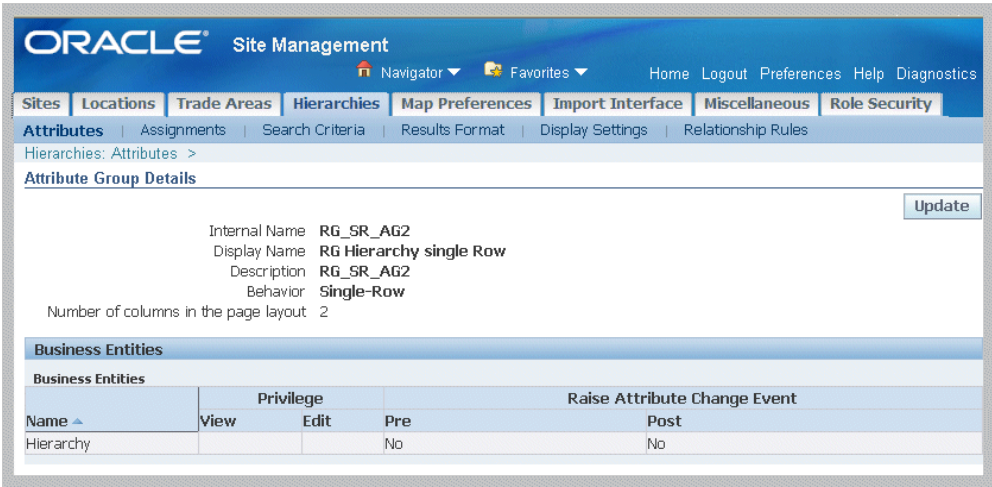 ORACLE® Site Management
Navigator Favorites Home Logout Preferences Help Diagnostics
Sites Locations Trade Areas Hierarchies Map Preferences Import Interface Miscellaneous Role Security
Attributes | Assignments | Search Criteria | Results Format | Display Settings | Relationship Rules
Hierarchies: Attributes >
Attribute Group Details
Update
Internal Name RG_SR_AG2
Display Name RG Hierarchy single Row
Description RG_SR_AG2
Behavior Single-Row
Number of columns in the page layout 2
Business Entities
Business Entities
Privilege Raise Attribute Change Event
Name View Edit Pre Post
Hierarchy No No